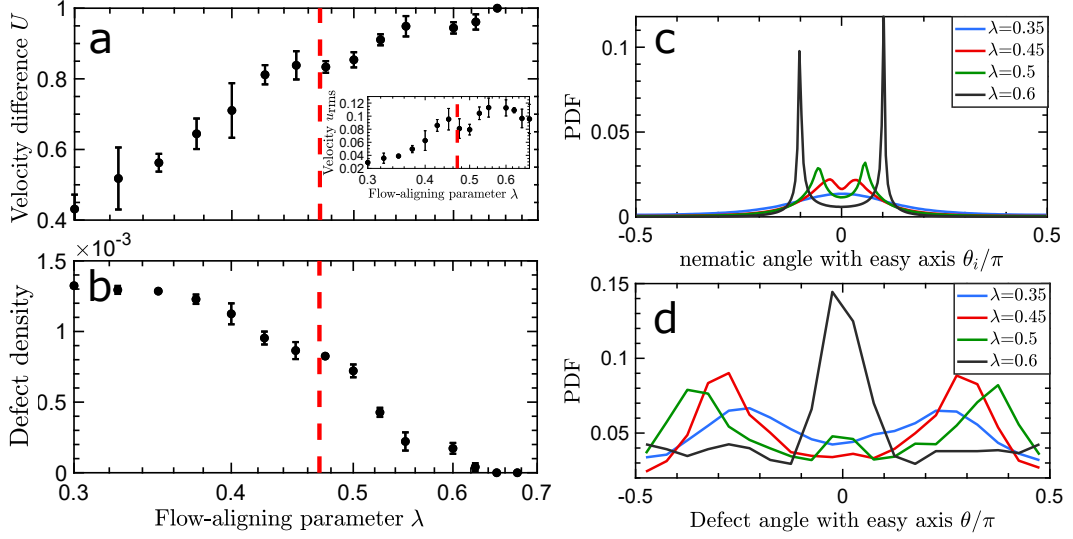 a
Velocity difference U
1
0.8
0.6
0.4
Velocity u_rms
0.12
0.10
0.08
0.06
0.04
0.02
0.3 0.4 0.5 0.6
Flow-aligning parameter λ
b
×10⁻³
Defect density
1.5
1
0.5
0
0.3 0.4 0.5 0.6 0.7
Flow-aligning parameter λ
c
PDF
0.10
0.05
0
-0.5 0 0.5
nematic angle with easy axis θᵢ/π
λ=0.35
λ=0.45
λ=0.5
λ=0.6
d
PDF
0.15
0.10
0.05
-0.5 0 0.5
Defect angle with easy axis θ/π
λ=0.35
λ=0.45
λ=0.5
λ=0.6